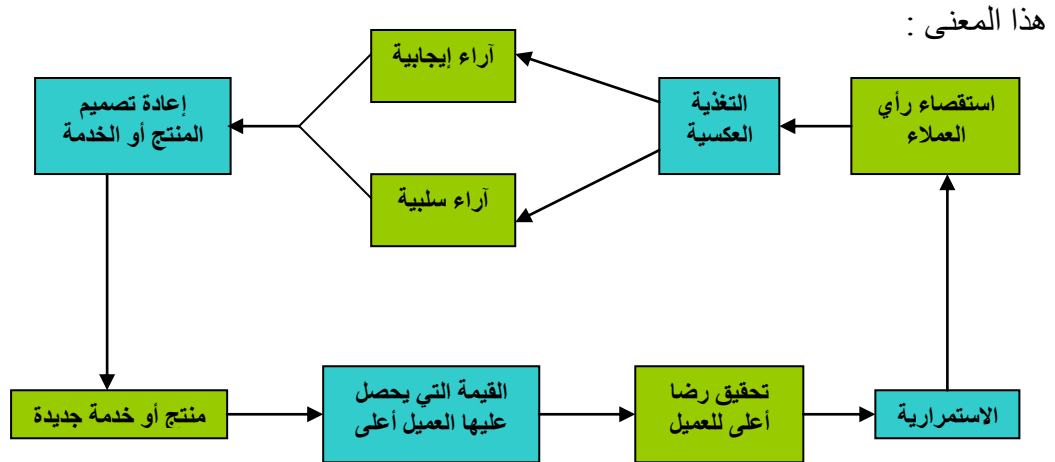 هذا المعنى :
استقصاء رأي
العملاء
التغذية
العكسية
آراء إيجابية
آراء سلبية
إعادة تصميم
المنتج أو الخدمة
منتج أو خدمة جديدة
القيمة التي يحصل
عليها العميل أعلى
تحقيق رضا
أعلى للعميل
الاستمرارية